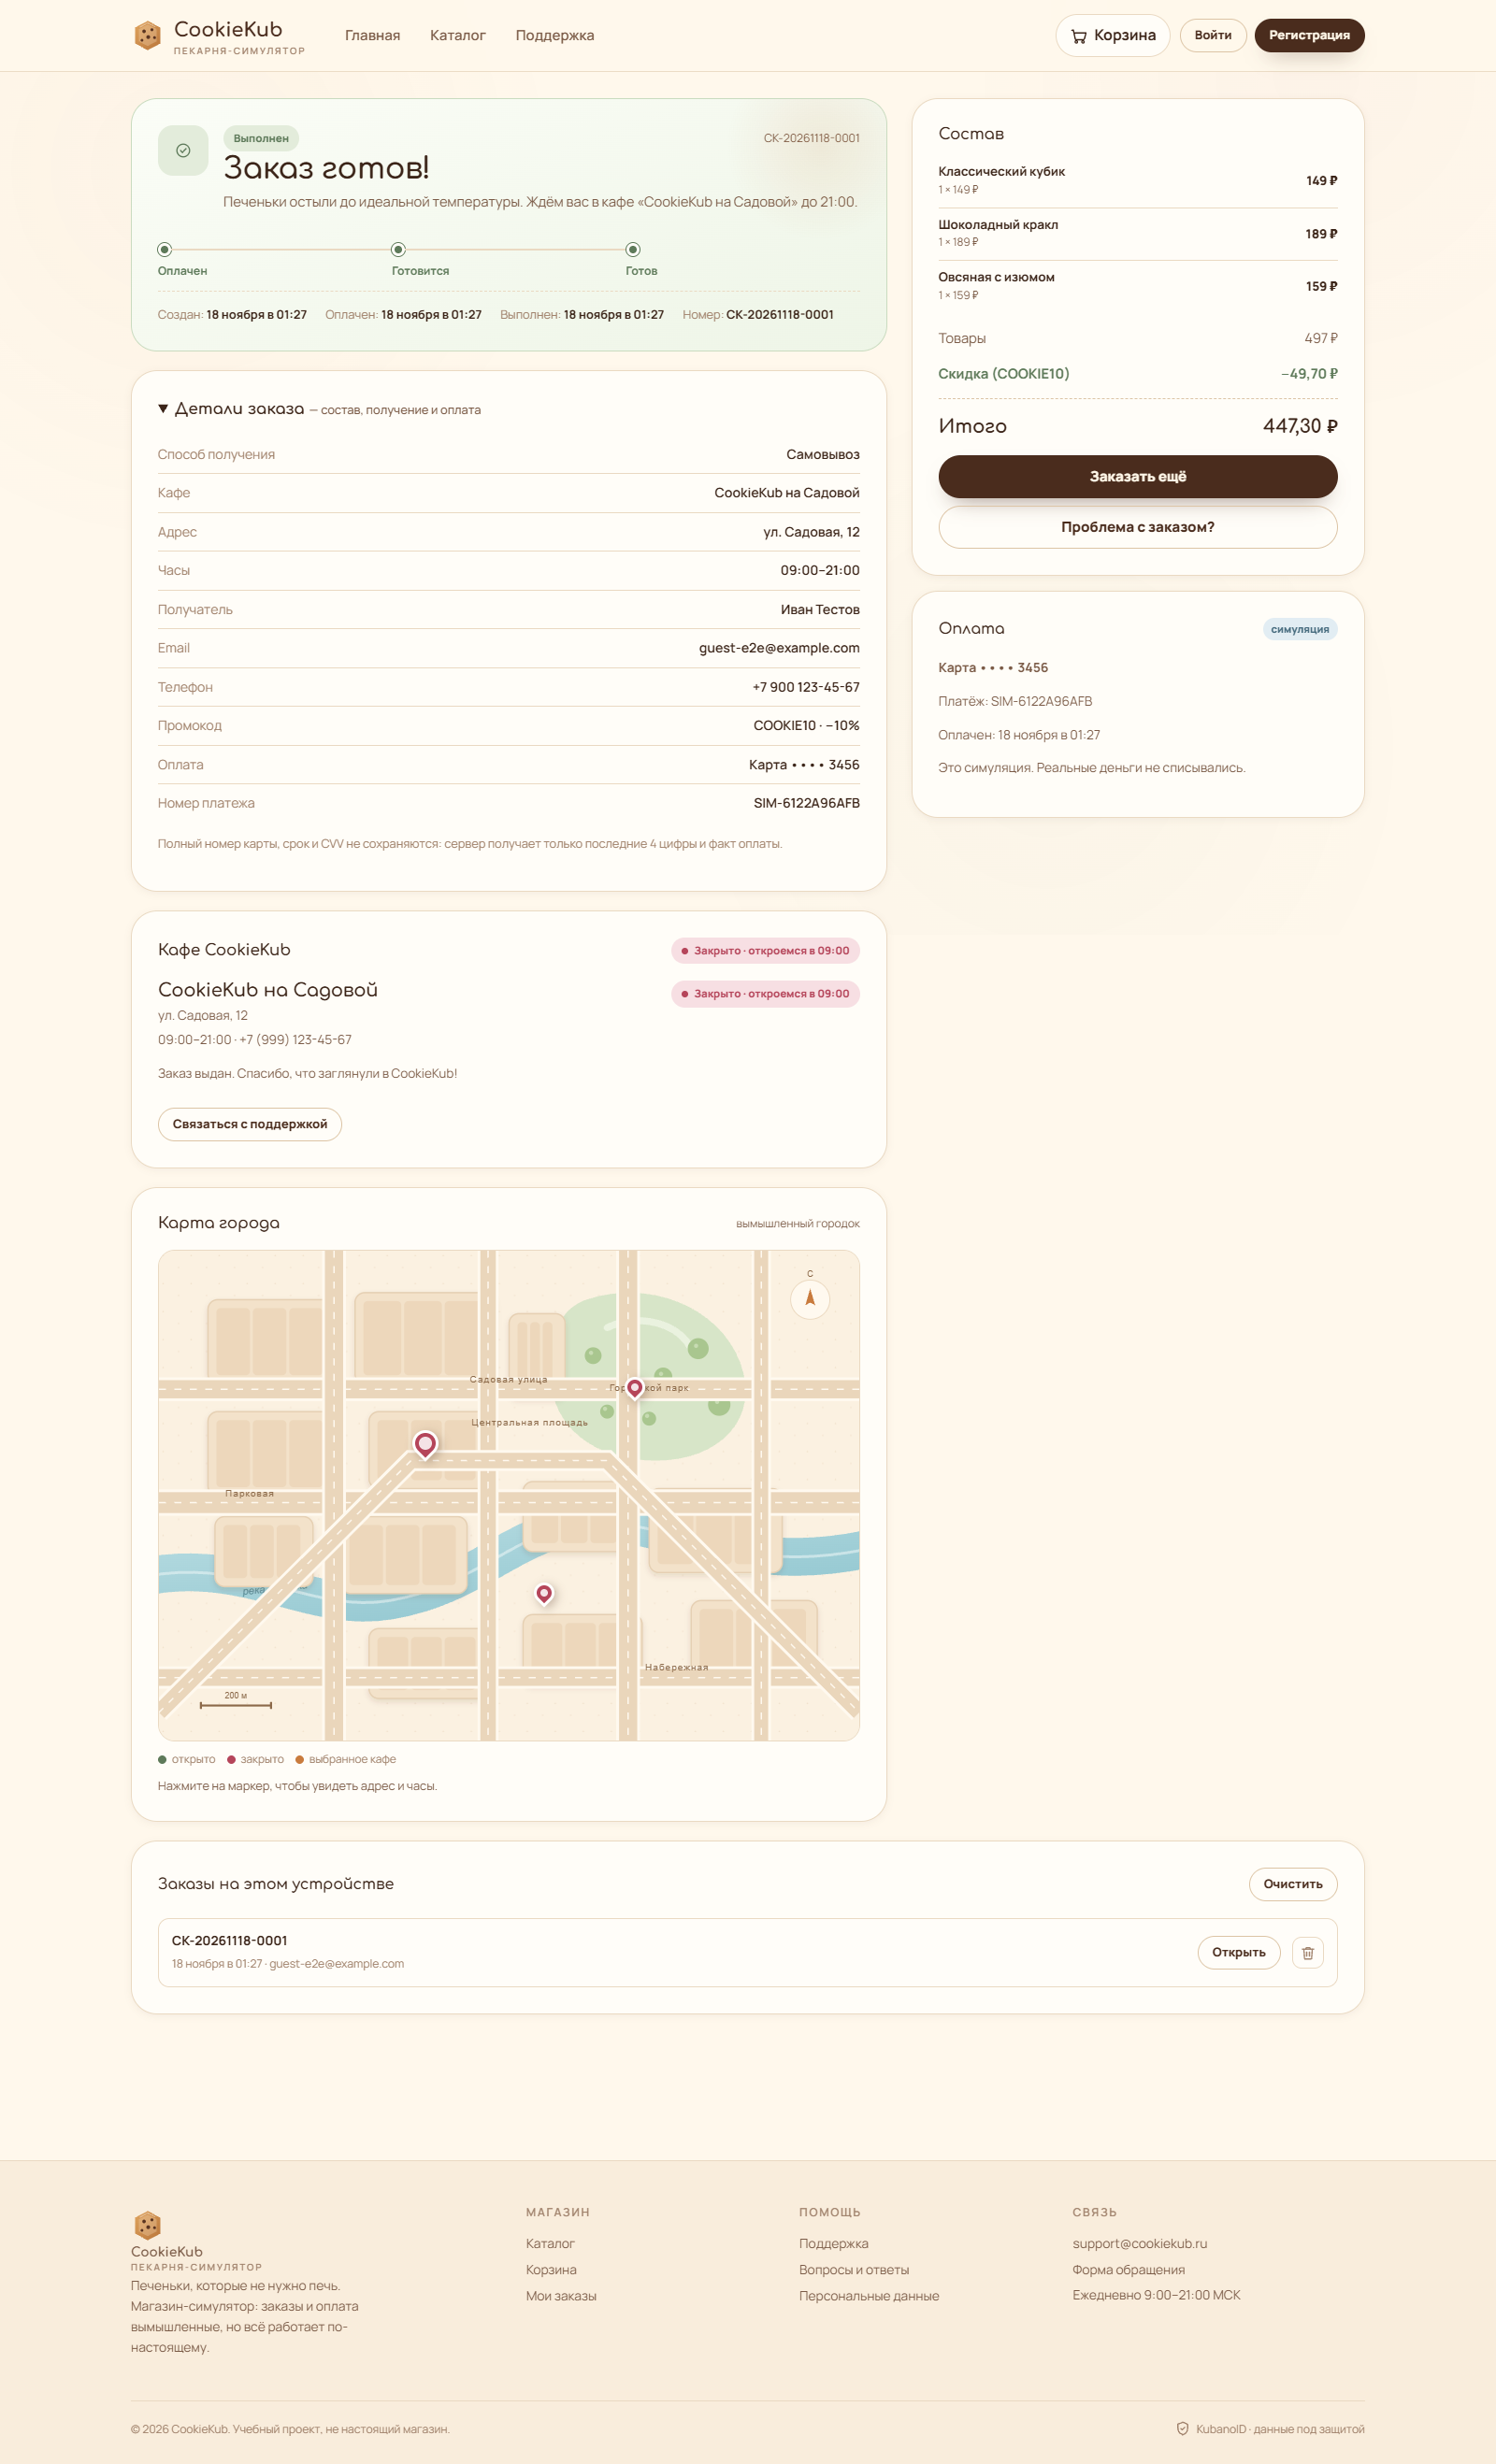 CookieKub
ПЕКАРНЯ-СИМУЛЯТОР
Главная
Каталог
Поддержка
Корзина
Войти
Регистрация
Выполнен
CK-20261118-0001
Заказ готов!
Печеньки остыли до идеальной температуры. Ждём вас в кафе «CookieKub на Садовой» до 21:00.
Оплачен
Готовится
Готов
Создан: 18 ноября в 01:27
Оплачен: 18 ноября в 01:27
Выполнен: 18 ноября в 01:27
Номер: CK-20261118-0001
Детали заказа — состав, получение и оплата
Способ получения
Самовывоз
Кафе
CookieKub на Садовой
Адрес
ул. Садовая, 12
Часы
09:00–21:00
Получатель
Иван Тестов
Email
guest-e2e@example.com
Телефон
+7 900 123-45-67
Промокод
COOKIE10 · −10%
Оплата
Карта •••• 3456
Номер платежа
SIM-6122A96AFB
Полный номер карты, срок и CVV не сохраняются: сервер получает только последние 4 цифры и факт оплаты.
Кафе CookieKub
Закрыто · откроемся в 09:00
CookieKub на Садовой
Закрыто · откроемся в 09:00
ул. Садовая, 12
09:00–21:00 · +7 (999) 123-45-67
Заказ выдан. Спасибо, что заглянули в CookieKub!
Связаться с поддержкой
Карта города
вымышленный городок
С
Садовая улица
Центральная площадь
парк
Парковая
река
Набережная
200 м
открыто
закрыто
выбранное кафе
Нажмите на маркер, чтобы увидеть адрес и часы.
Состав
Классический кубик
1 × 149 ₽
149 ₽
Шоколадный кракл
1 × 189 ₽
189 ₽
Овсяная с изюмом
1 × 159 ₽
159 ₽
Товары
497 ₽
Скидка (COOKIE10)
−49,70 ₽
Итого
447,30 ₽
Заказать ещё
Проблема с заказом?
Оплата
симуляция
Карта •••• 3456
Платёж: SIM-6122A96AFB
Оплачен: 18 ноября в 01:27
Это симуляция. Реальные деньги не списывались.
Заказы на этом устройстве
Очистить
CK-20261118-0001
18 ноября в 01:27 · guest-e2e@example.com
Открыть
CookieKub
ПЕКАРНЯ-СИМУЛЯТОР
Печеньки, которые не нужно печь.
Магазин-симулятор: заказы и оплата
вымышленные, но всё работает по-
настоящему.
МАГАЗИН
Каталог
Корзина
Мои заказы
ПОМОЩЬ
Поддержка
Вопросы и ответы
Персональные данные
СВЯЗЬ
support@cookiekub.ru
Форма обращения
Ежедневно 9:00–21:00 МСК
© 2026 CookieKub. Учебный проект, не настоящий магазин.
KubanoID · данные под защитой